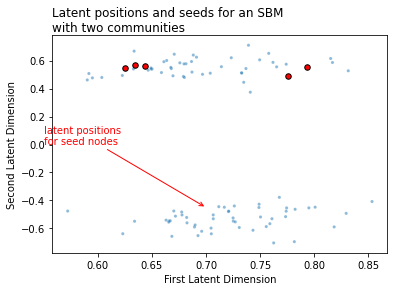 Latent positions and seeds for an SBM
with two communities
Second Latent Dimension
0.6
0.4
0.2
0.0
−0.2
−0.4
−0.6
latent positions
for seed nodes
0.60
0.65
0.70
0.75
0.80
0.85
First Latent Dimension